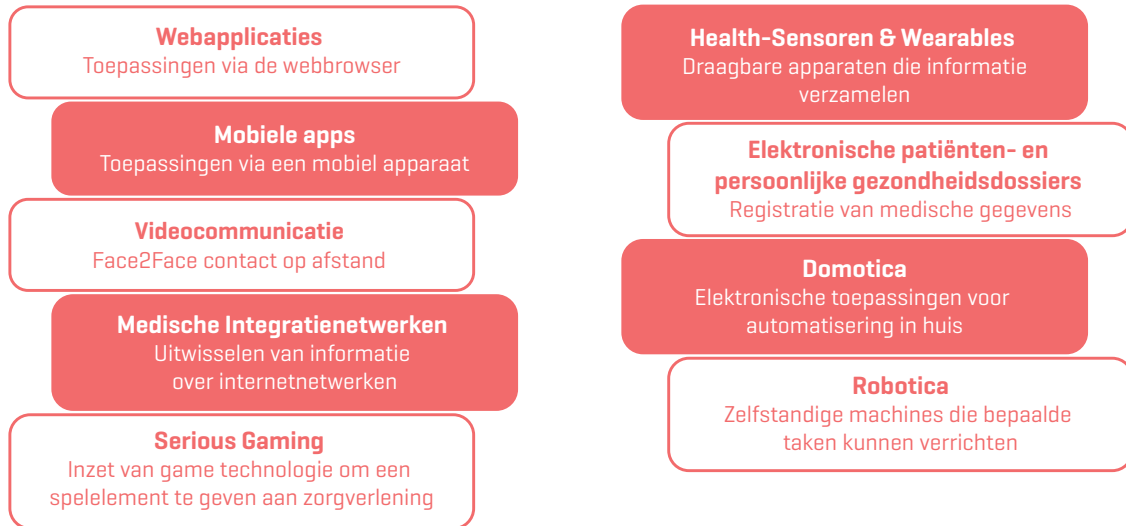 Webapplicaties
Toepassingen via de webbrowser
Mobiele apps
Toepassingen via een mobiel apparaat
Videocommunicatie
Face2Face contact op afstand
Medische Integratienetwerken
Uitwisselen van informatie
over internetnetwerken
Serious Gaming
Inzet van game technologie om een
spelelement te geven aan zorgverlening
Health-Sensoren & Wearables
Draagbare apparaten die informatie
verzamelen
Elektronische patiënten- en
persoonlijke gezondheidsdossiers
Registratie van medische gegevens
Domotica
Elektronische toepassingen voor
automatisering in huis
Robotica
Zelfstandige machines die bepaalde
taken kunnen verrichten